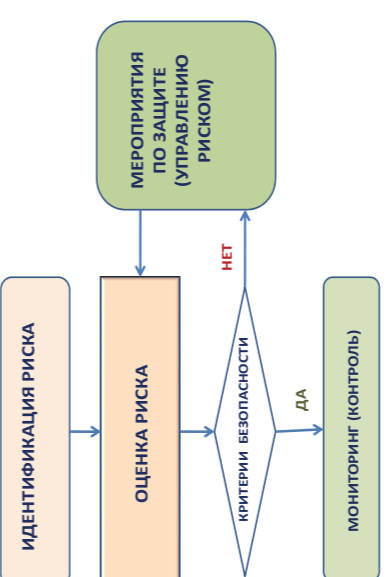 ИДЕНТИФИКАЦИЯ РИСКА
ОЦЕНКА РИСКА
МЕРОПРИЯТИЯ
ПО ЗАЩИТЕ
(УПРАВЛЕНИЮ
РИСКОМ)
КРИТЕРИИ БЕЗОПАСНОСТИ
НЕТ
ДА
МОНИТОРИНГ (КОНТРОЛЬ)